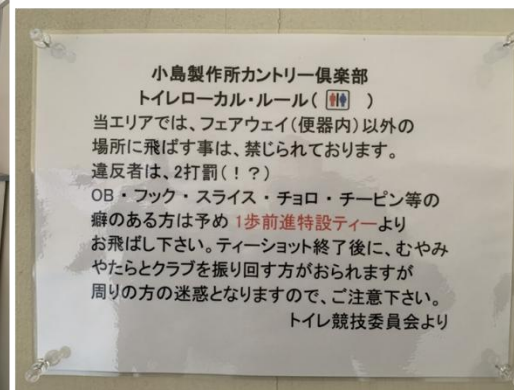 小島製作所カントリー倶楽部
トイレローカル・ルール( 🚻 )
当エリアでは、フェアウェイ(便器内)以外の
場所に飛ばす事は、禁じられております。
違反者は、2打罰(!?)
OB・フック・スライス・チョロ・チーピン等の
癖のある方は予め 1歩前進特設ティーより
お飛ばし下さい。ティーショット終了後に、むやみ
やたらとクラブを振り回す方がおられますが
周りの方の迷惑となりますので、ご注意下さい。
トイレ競技委員会より